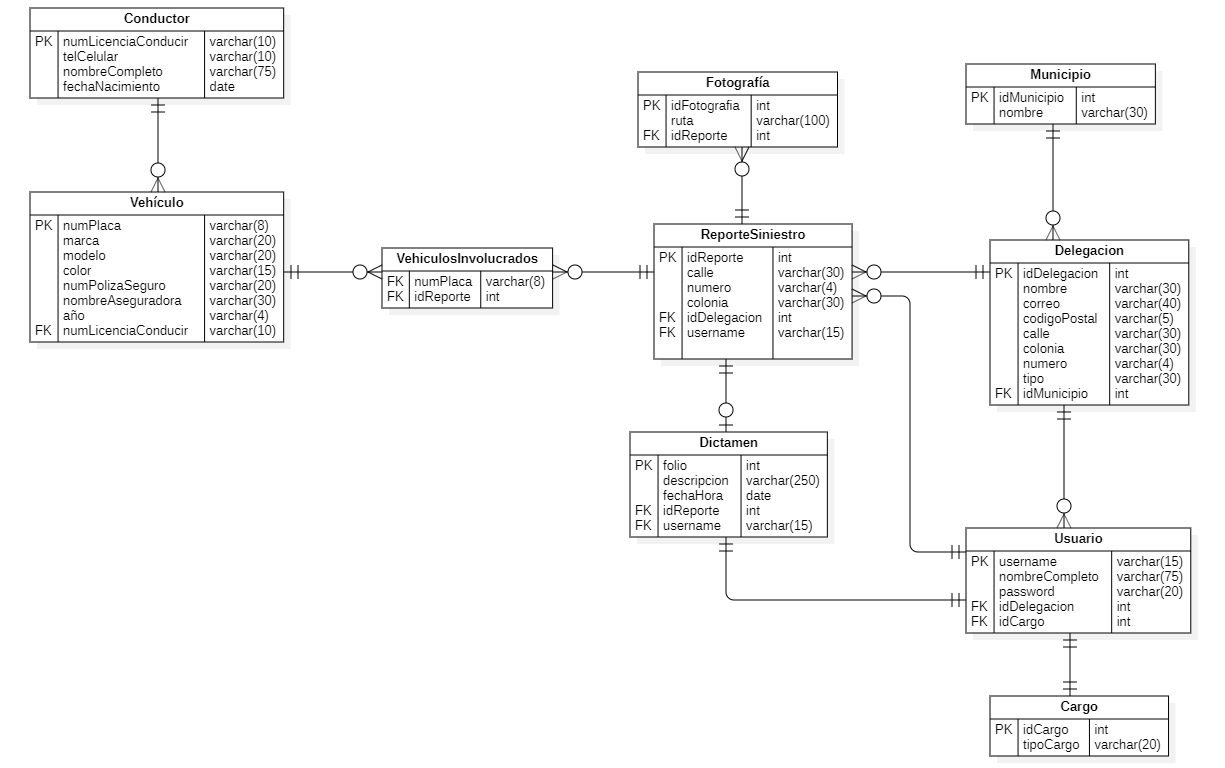 Conductor
PK numLicenciaConducir varchar(10)
telCelular varchar(10)
nombreCompleto varchar(75)
fechaNacimiento date
Vehículo
PK numPlaca varchar(8)
marca varchar(20)
modelo varchar(20)
color varchar(15)
numPolizaSeguro varchar(20)
nombreAseguradora varchar(30)
año varchar(4)
FK numLicenciaConducir varchar(10)
VehiculosInvolucrados
FK numPlaca varchar(8)
FK idReporte int
Fotografía
PK idFotografia int
ruta varchar(100)
FK idReporte int
ReporteSiniestro
PK idReporte int
calle varchar(30)
numero varchar(4)
colonia varchar(30)
FK idDelegacion int
FK username varchar(15)
Dictamen
PK folio int
descripcion varchar(250)
fechaHora date
FK idReporte int
FK username varchar(15)
Municipio
PK idMunicipio int
nombre varchar(30)
Delegacion
PK idDelegacion int
nombre varchar(30)
correo varchar(40)
codigoPostal varchar(5)
calle varchar(30)
colonia varchar(30)
numero varchar(4)
tipo varchar(30)
FK idMunicipio int
Usuario
PK username varchar(15)
nombreCompleto varchar(75)
password varchar(20)
FK idDelegacion int
FK idCargo int
Cargo
PK idCargo int
tipoCargo varchar(20)